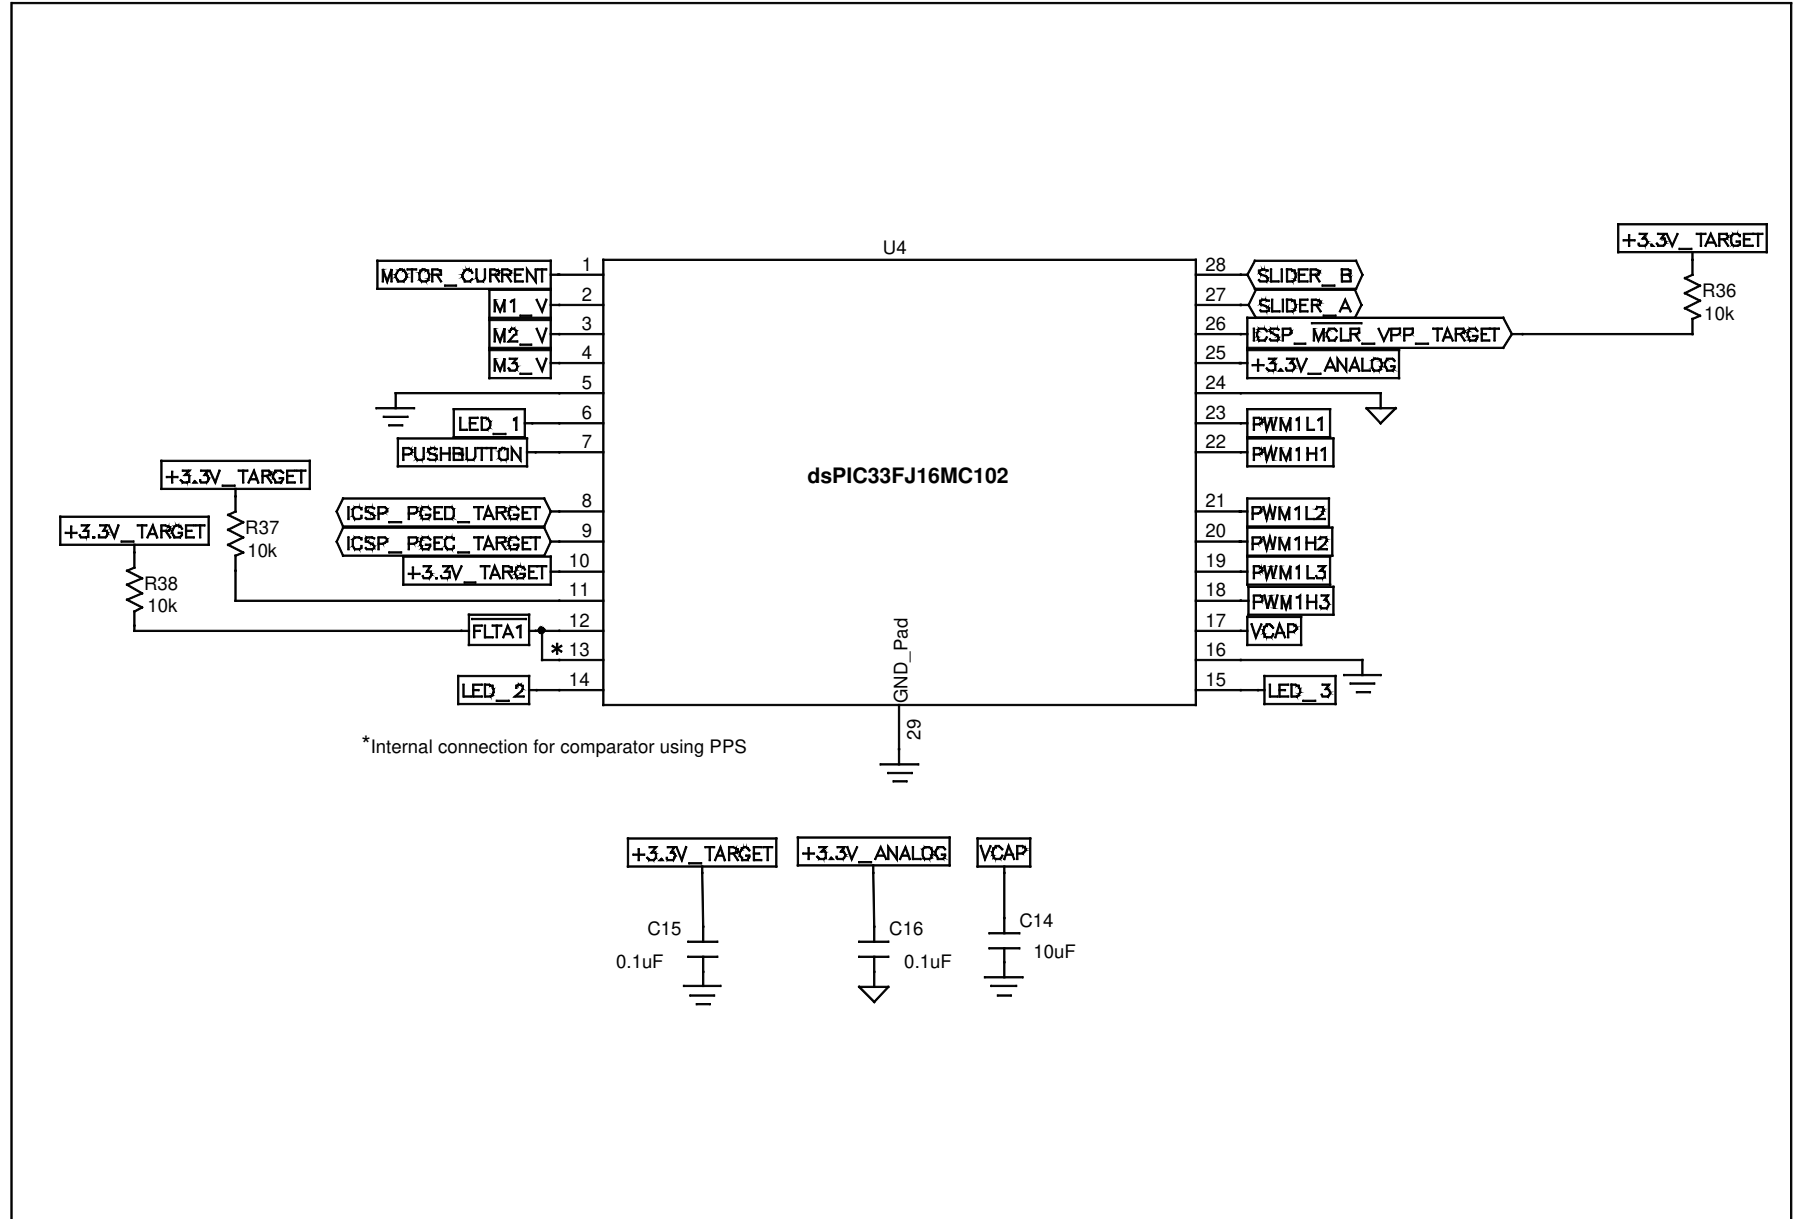 U4
dsPIC33FJ16MC102
MOTOR_CURRENT 1
M1_V 2
M2_V 3
M3_V 4
5
LED_1 6
PUSHBUTTON 7
ICSP_PGED_TARGET 8
ICSP_PGEC_TARGET 9
+3.3V_TARGET 10
11
FLTA1 12
* 13
LED_2 14
+3.3V_TARGET
R37
10k
+3.3V_TARGET
R38
10k
28 SLIDER_B
27 SLIDER_A
26 ICSP_MCLR_VPP_TARGET
25 +3.3V_ANALOG
24
23 PWM1L1
22 PWM1H1
21 PWM1L2
20 PWM1H2
19 PWM1L3
18 PWM1H3
17 VCAP
16
15 LED_3
+3.3V_TARGET
R36
10k
GND_Pad
29
*Internal connection for comparator using PPS
+3.3V_TARGET
C15
0.1uF
+3.3V_ANALOG
C16
0.1uF
VCAP
C14
10uF